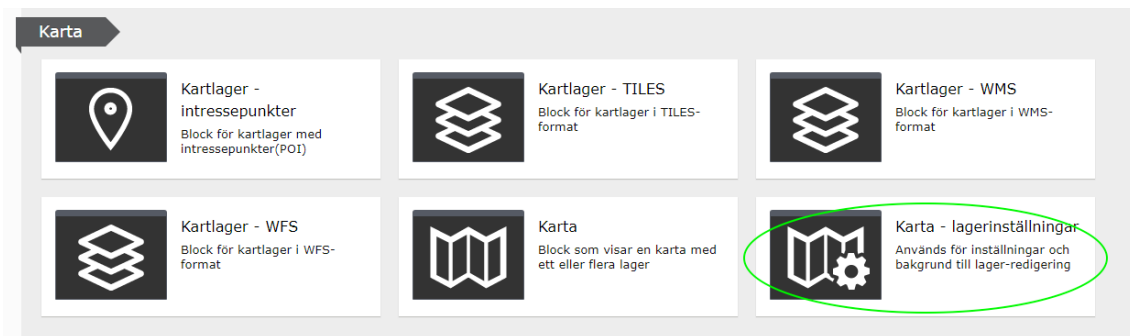 Karta
Kartlager -
intressepunkter
Block för kartlager med
intressepunkter(POI)
Kartlager - TILES
Block för kartlager i TILES-
format
Kartlager - WMS
Block för kartlager i WMS-
format
Kartlager - WFS
Block för kartlager i WFS-
format
Karta
Block som visar en karta med
ett eller flera lager
Karta - lagerinställningar
Används för inställningar och
bakgrund till lager-redigering